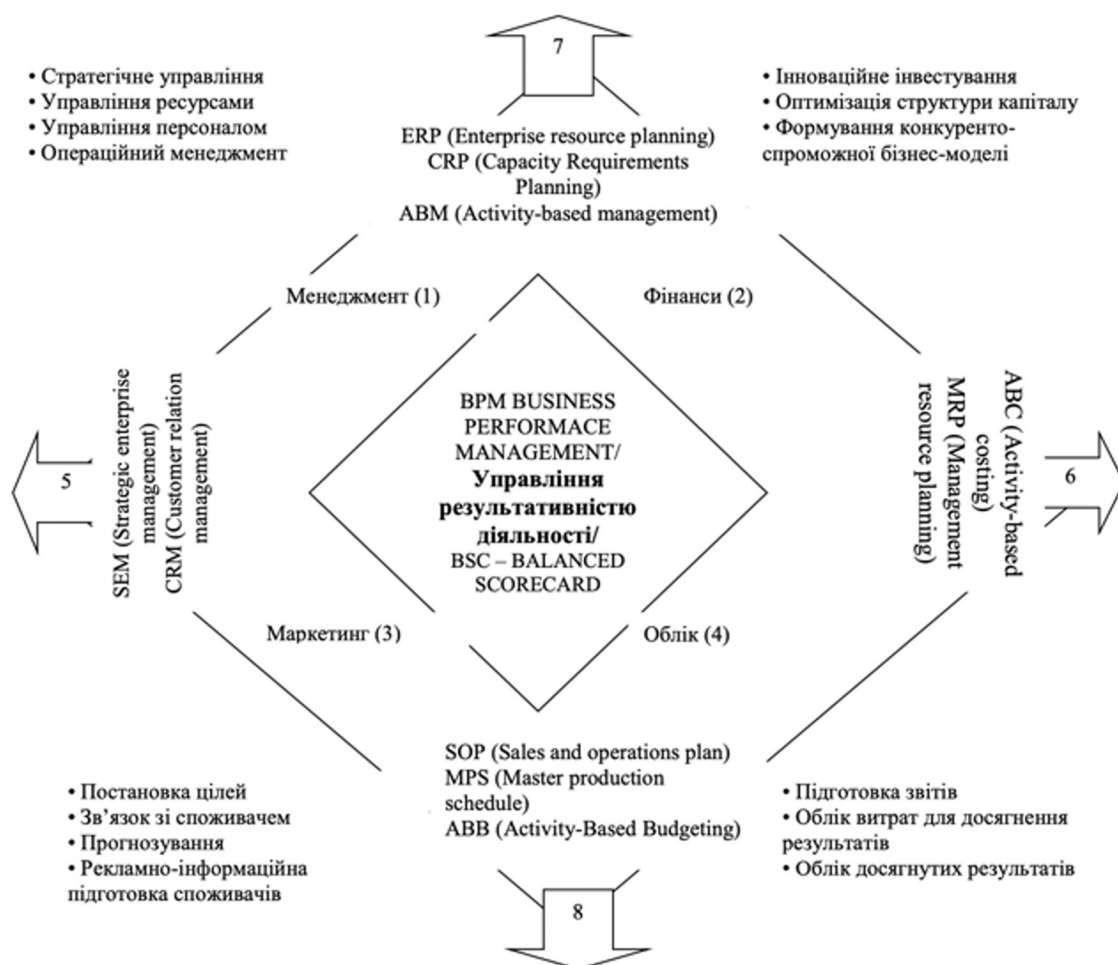 7
• Стратегічне управління
• Управління ресурсами
• Управління персоналом
• Операційний менеджмент
• Інноваційне інвестування
• Оптимізація структури капіталу
• Формування конкуренто-
спроможної бізнес-моделі
ERP (Enterprise resource planning)
CRP (Capacity Requirements
Planning)
ABM (Activity-based management)
Менеджмент (1)
Фінанси (2)
5
SEM (Strategic enterprise
management)
CRM (Customer relation
management)
BPM BUSINESS
PERFORMACE
MANAGEMENT/
Управління
результативністю
діяльності/
BSC – BALANCED
SCORECARD
ABC (Activity-based
costing)
MRP (Management
resource planning)
6
Маркетинг (3)
Облік (4)
SOP (Sales and operations plan)
MPS (Master production
schedule)
ABB (Activity-Based Budgeting)
• Постановка цілей
• Зв’язок зі споживачем
• Прогнозування
• Рекламно-інформаційна
підготовка споживачів
• Підготовка звітів
• Облік витрат для досягнення
результатів
• Облік досягнутих результатів
8